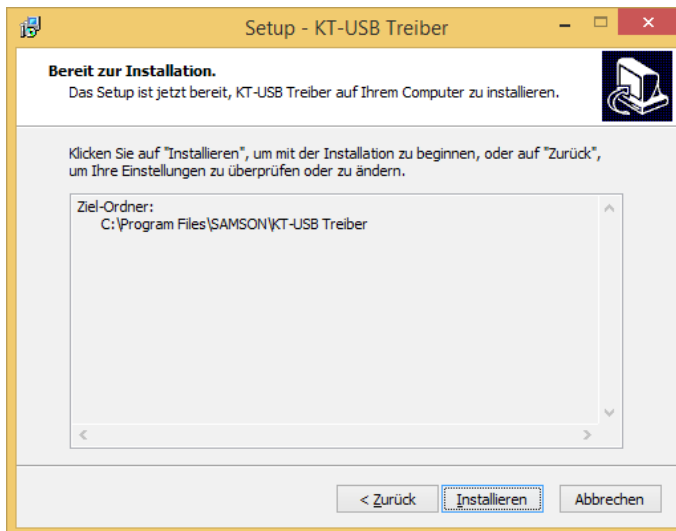 Setup - KT-USB Treiber
Bereit zur Installation.
Das Setup ist jetzt bereit, KT-USB Treiber auf Ihrem Computer zu installieren.
Klicken Sie auf "Installieren", um mit der Installation zu beginnen, oder auf "Zurück",
um Ihre Einstellungen zu überprüfen oder zu ändern.
Ziel-Ordner:
C:\Program Files\SAMSON\KT-USB Treiber
< Zurück
Installieren
Abbrechen